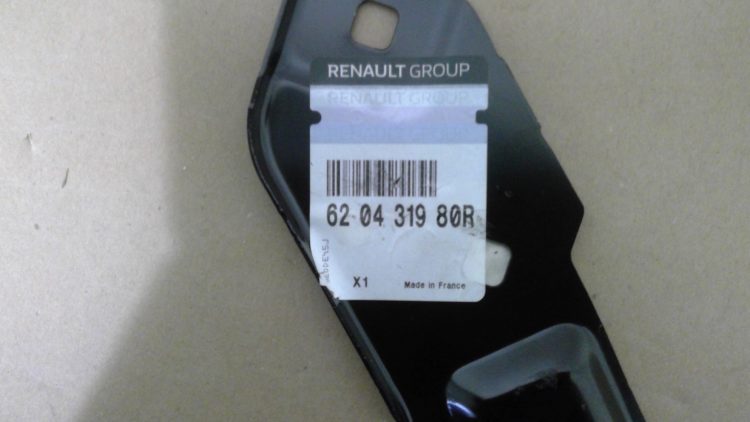 RENAULT GROUP
RENAULT GROUP
62 04 319 80R
X1
Made in France